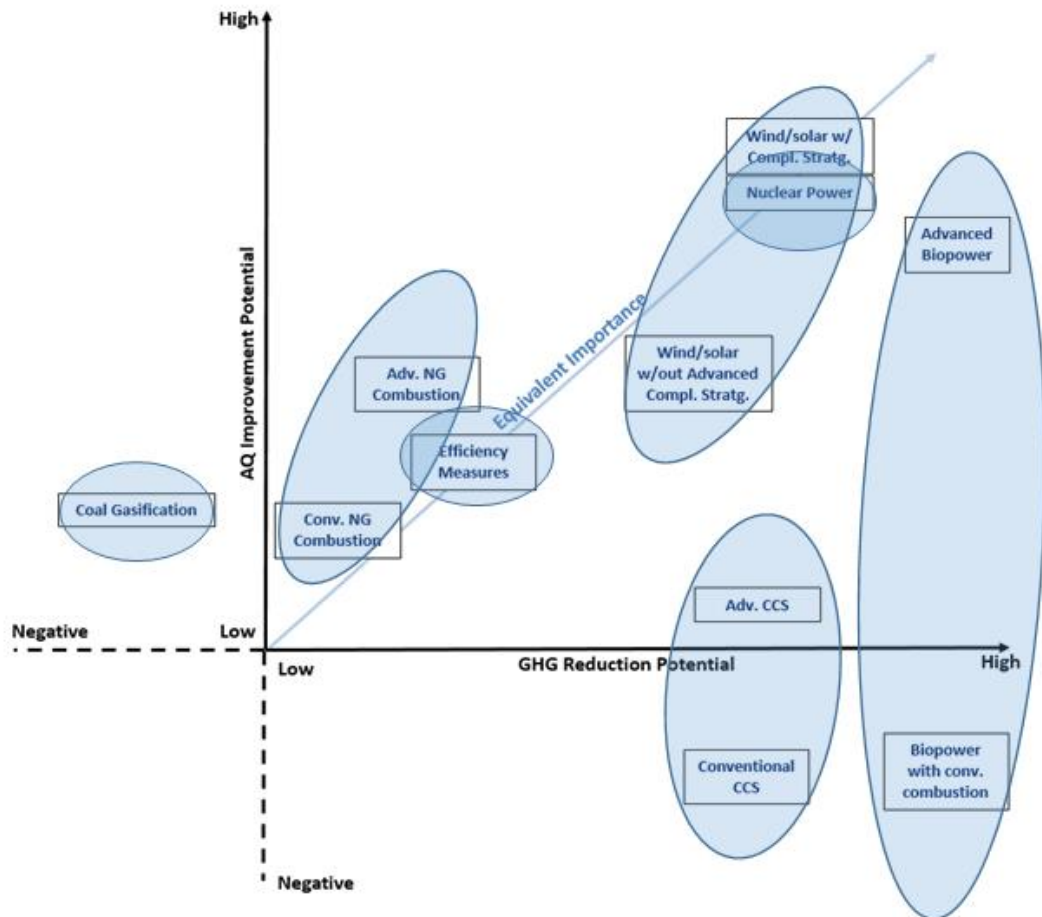 High
Wind/solar w/
Compl. Stratg.
Nuclear Power
Advanced
Biopower
AQ Improvement Potential
Equivalent Importance
Adv. NG
Combustion
Wind/solar
w/out Advanced
Compl. Stratg.
Efficiency
Measures
Coal Gasification
Conv. NG
Combustion
Adv. CCS
Negative
Low
Low
GHG Reduction Potential
High
Conventional
CCS
Biopower
with conv.
combustion
Negative